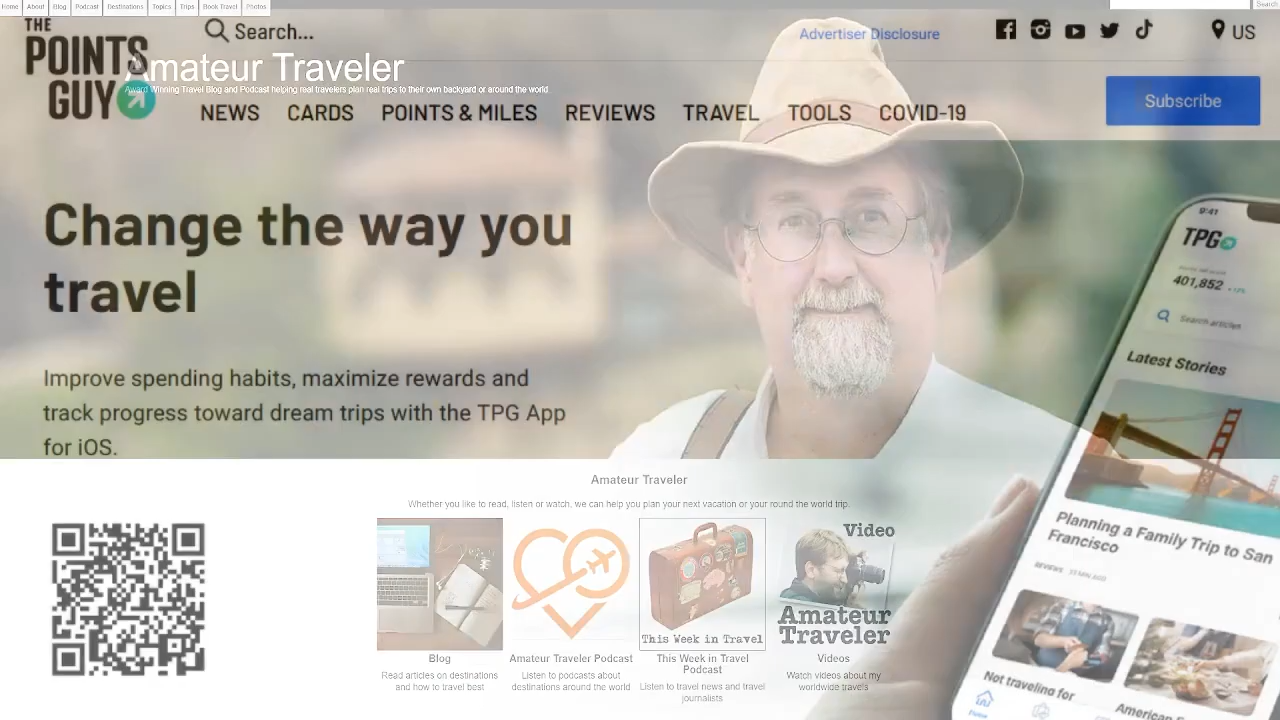 Home
About
Blog
Podcast
Destinations
Topics
Trips
Book Travel
Photos
Search
THE
POINTS
GUY
Search...
Advertiser Disclosure
US
Amateur Traveler
Award Winning Travel Blog and Podcast helping real travelers plan real trips to their own backyard or around the world
NEWS
CARDS
POINTS & MILES
REVIEWS
TRAVEL
TOOLS
COVID-19
Subscribe
Change the way you
travel
Improve spending habits, maximize rewards and
track progress toward dream trips with the TPG App
for iOS.
9:41
TPG
401,852
Search articles
Latest Stories
Planning a Family Trip to San
Francisco
REVIEWS
Not traveling for
Home
Amateur Traveler
Whether you like to read, listen or watch, we can help you plan your next vacation or your round the world trip.
This Week in Travel
Video
Amateur
Traveler
Blog
Read articles on destinations
and how to travel best
Amateur Traveler Podcast
Listen to podcasts about
destinations around the world
This Week in Travel
Podcast
Listen to travel news and travel
journalists
Videos
Watch videos about my
worldwide travels